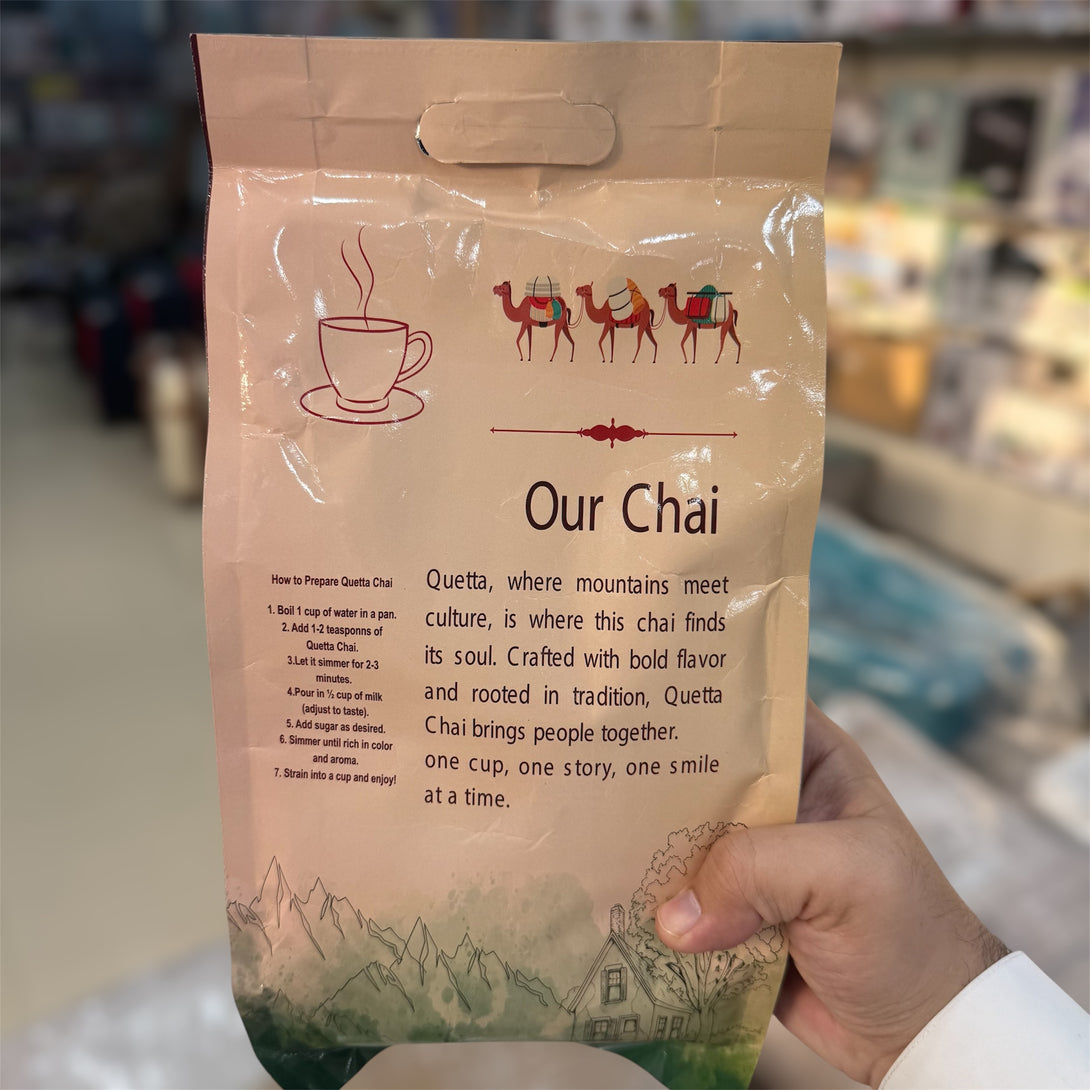 Our Chai
How to Prepare Quetta Chai
1. Boil 1 cup of water in a pan.
2. Add 1-2 teasponns of
Quetta Chai.
3.Let it simmer for 2-3
minutes.
4.Pour in ½ cup of milk
(adjust to taste).
5. Add sugar as desired.
6. Simmer until rich in color
and aroma.
7. Strain into a cup and enjoy!
Quetta, where mountains meet
culture, is where this chai finds
its soul. Crafted with bold flavor
and rooted in tradition, Quetta
Chai brings people together.
one cup, one story, one smile
at a time.